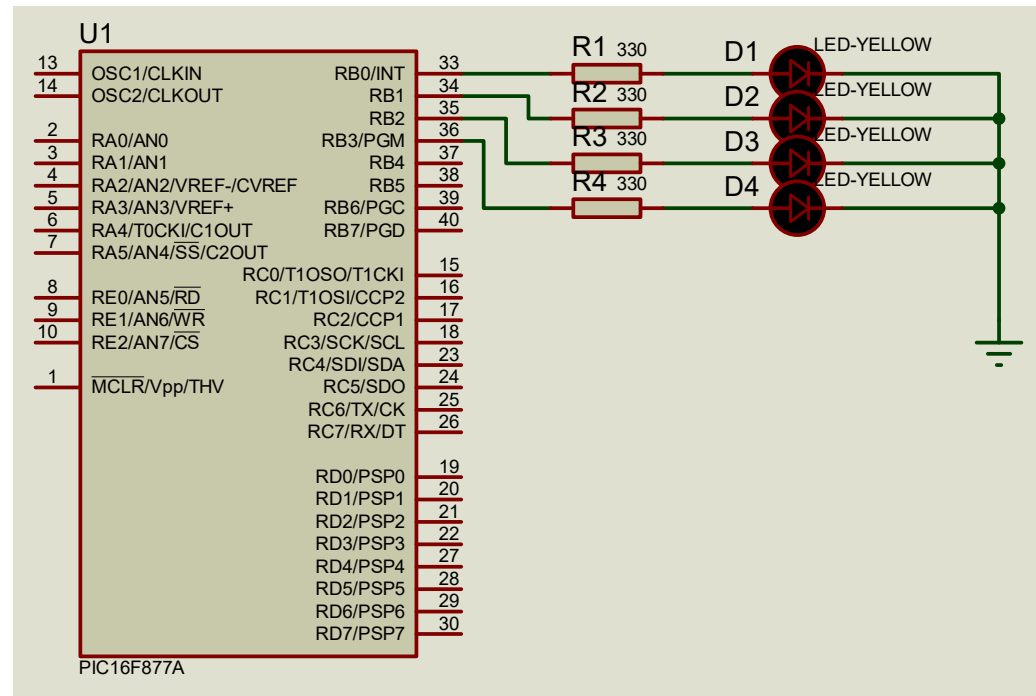 U1
13 OSC1/CLKIN
14 OSC2/CLKOUT
2 RA0/AN0
3 RA1/AN1
4 RA2/AN2/VREF-/CVREF
5 RA3/AN3/VREF+
6 RA4/T0CKI/C1OUT
7 RA5/AN4/SS/C2OUT
8 RE0/AN5/RD
9 RE1/AN6/WR
10 RE2/AN7/CS
1 MCLR/Vpp/THV
RB0/INT 33
RB1 34
RB2 35
RB3/PGM 36
RB4 37
RB5 38
RB6/PGC 39
RB7/PGD 40
RC0/T1OSO/T1CKI 15
RC1/T1OSI/CCP2 16
RC2/CCP1 17
RC3/SCK/SCL 18
RC4/SDI/SDA 23
RC5/SDO 24
RC6/TX/CK 25
RC7/RX/DT 26
RD0/PSP0 19
RD1/PSP1 20
RD2/PSP2 21
RD3/PSP3 22
RD4/PSP4 27
RD5/PSP5 28
RD6/PSP6 29
RD7/PSP7 30
PIC16F877A
R1 330
D1 LED-YELLOW
R2 330
D2 LED-YELLOW
R3 330
D3 LED-YELLOW
R4 330
D4 LED-YELLOW